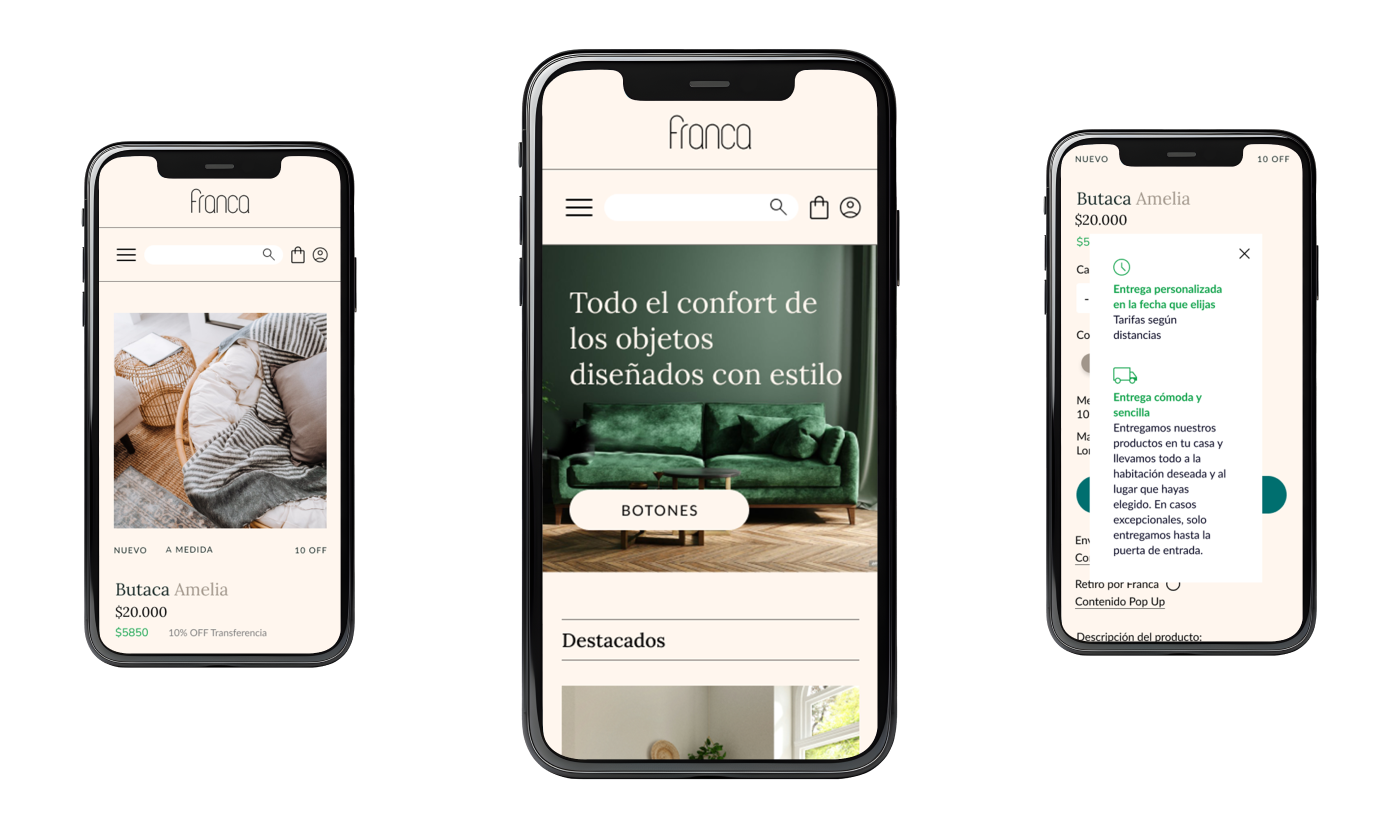 franca
NUEVO
A MEDIDA
10 OFF
Butaca Amelia
$20.000
$5850
10% OFF Transferencia
franca
Todo el confort de
los objetos
diseñados con estilo
BOTONES
Destacados
NUEVO
10 OFF
Butaca Amelia
$20.000
$5
Ca
-
Co
Me
10
Ma
Lor
Env
Co
Entrega personalizada
en la fecha que elijas
Tarifas según
distancias
Entrega cómoda y
sencilla
Entregamos nuestros
productos en tu casa y
llevamos todo a la
habitación deseada y al
lugar que hayas
elegido. En casos
excepcionales, solo
entregamos hasta la
puerta de entrada.
Retiro por Franca
Contenido Pop Up
Descripción del producto: